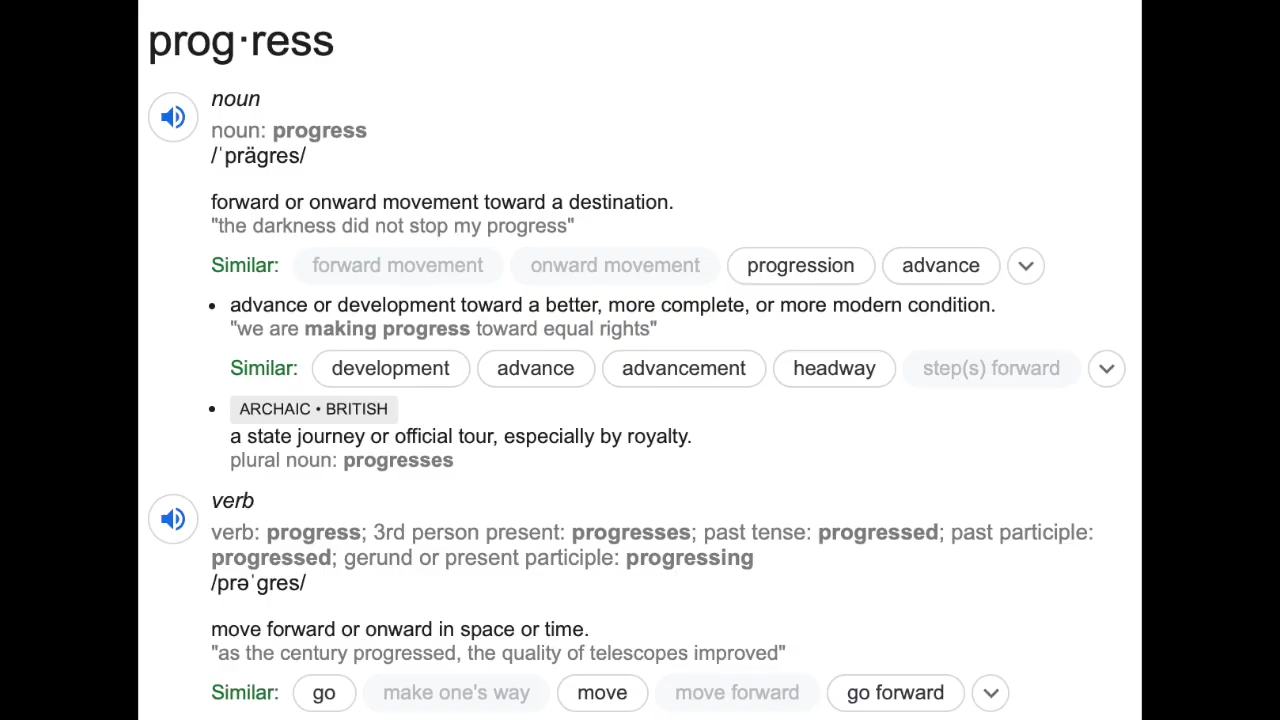 prog·ress
noun
noun: progress
/ˈpräɡres/
forward or onward movement toward a destination.
"the darkness did not stop my progress"
Similar: forward movement onward movement progression advance
• advance or development toward a better, more complete, or more modern condition.
"we are making progress toward equal rights"
Similar: development advance advancement headway step(s) forward
• ARCHAIC • BRITISH
a state journey or official tour, especially by royalty.
plural noun: progresses
verb
verb: progress; 3rd person present: progresses; past tense: progressed; past participle:
progressed; gerund or present participle: progressing
/prəˈɡres/
move forward or onward in space or time.
"as the century progressed, the quality of telescopes improved"
Similar: go make one's way move move forward go forward